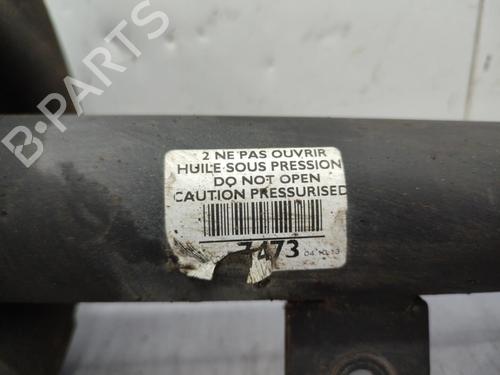 B-PARTS
2 NE PAS OUVRIR
HUILE SOUS PRESSION
DO NOT OPEN
CAUTION PRESSURISED
7473